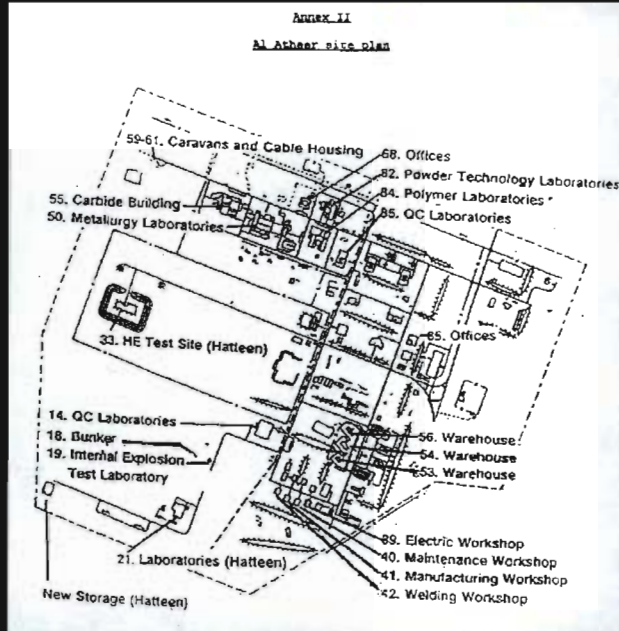 Annex II
Al Atheer site plan
59-61. Caravans and Cable Housing
68. Offices
82. Powder Technology Laboratories
84. Polymer Laboratories
85. QC Laboratories
55. Carbide Building
50. Metallurgy Laboratories
33. HE Test Site (Hatteen)
65. Offices
14. QC Laboratories
18. Bunker
19. Internal Explosion
Test Laboratory
56. Warehouse
54. Warehouse
53. Warehouse
21. Laboratories (Hatteen)
39. Electric Workshop
40. Maintenance Workshop
41. Manufacturing Workshop
42. Welding Workshop
New Storage (Hatteen)